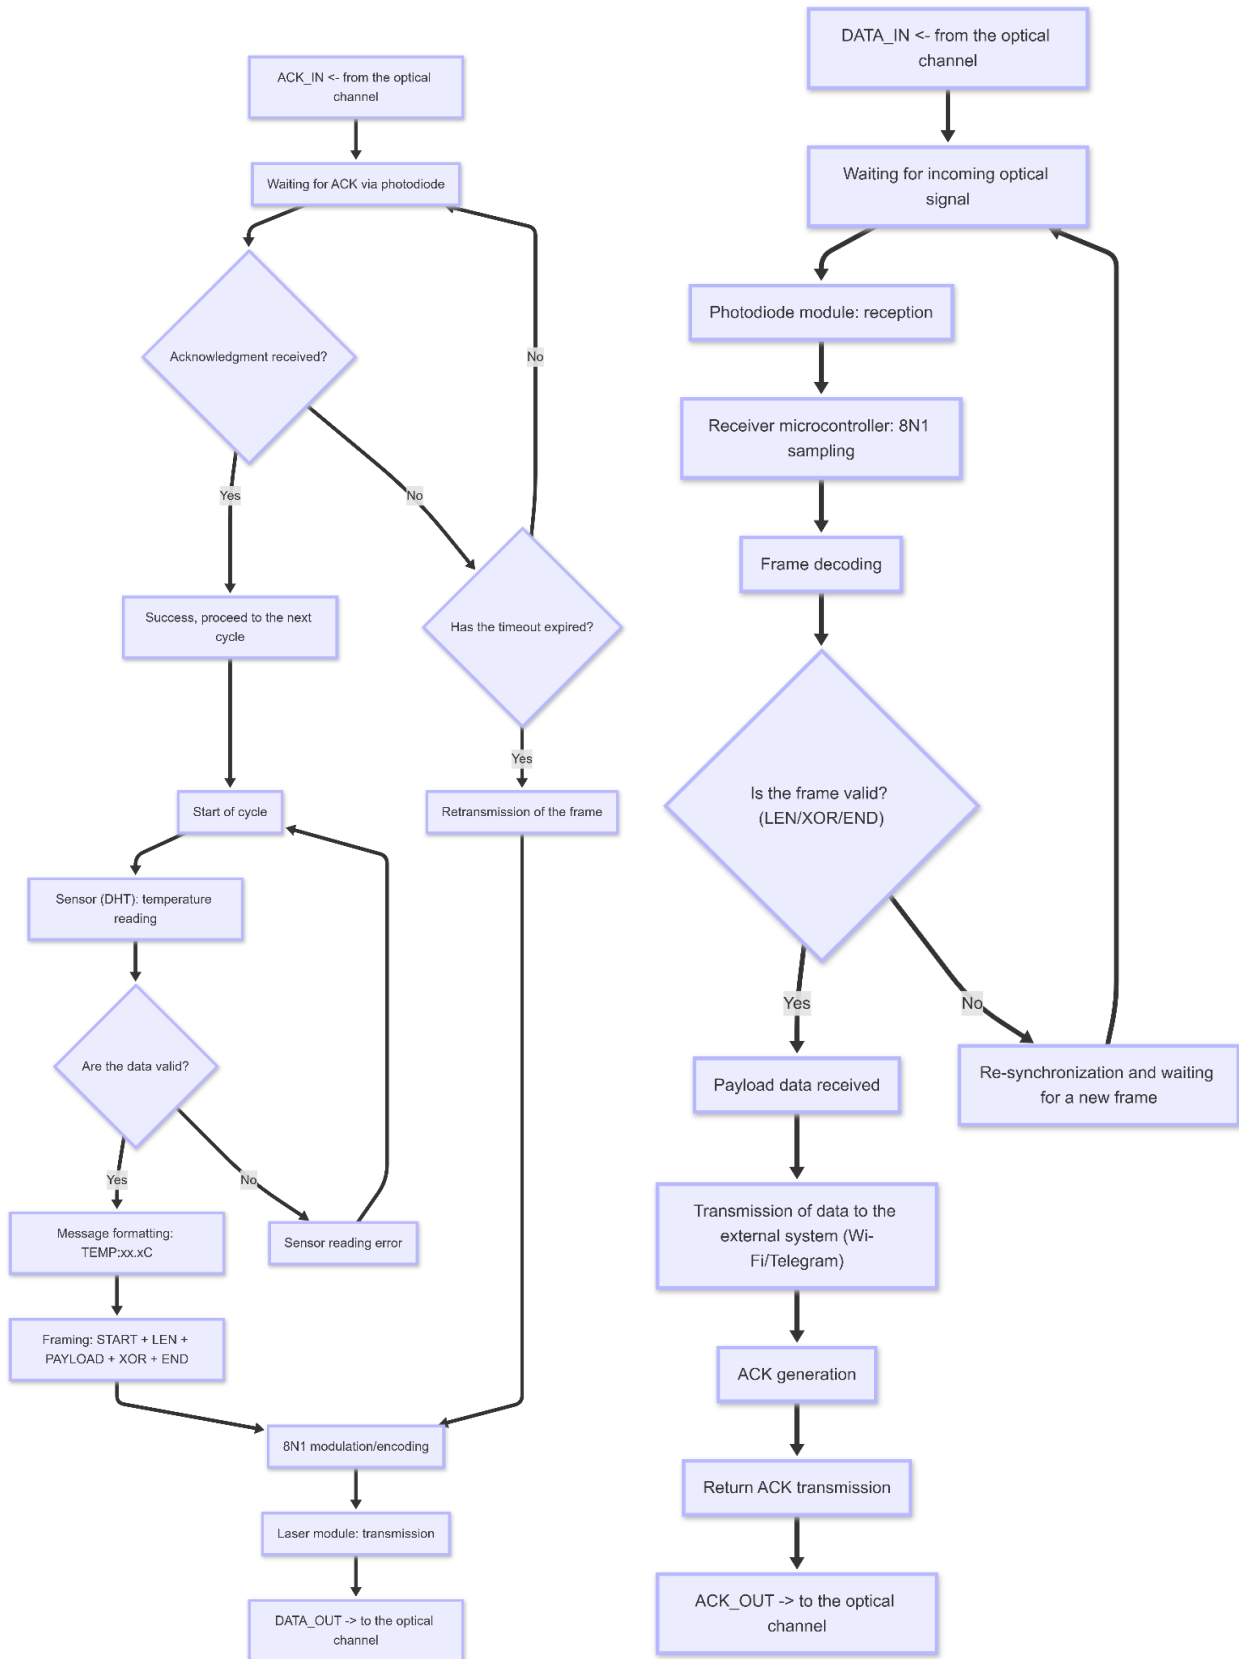 ACK_IN <- from the optical
channel
Waiting for ACK via photodiode
Acknowledgment received?
No
Yes
No
Success, proceed to the next
cycle
Has the timeout expired?
Yes
Start of cycle
Retransmission of the frame
Sensor (DHT): temperature
reading
Are the data valid?
Yes
No
Message formatting:
TEMP:xx.xC
Sensor reading error
Framing: START + LEN +
PAYLOAD + XOR + END
8N1 modulation/encoding
Laser module: transmission
DATA_OUT -> to the optical
channel
DATA_IN <- from the optical
channel
Waiting for incoming optical
signal
Photodiode module: reception
Receiver microcontroller: 8N1
sampling
Frame decoding
Is the frame valid?
(LEN/XOR/END)
Yes
No
Payload data received
Re-synchronization and waiting
for a new frame
Transmission of data to the
external system (Wi-
Fi/Telegram)
ACK generation
Return ACK transmission
ACK_OUT -> to the optical
channel